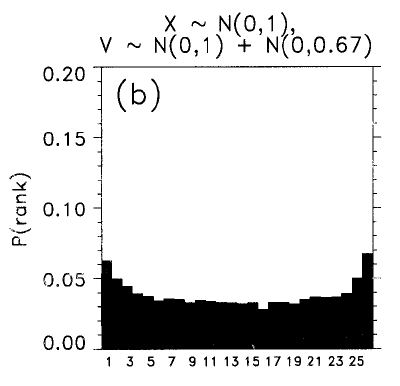 X ~ N(0,1),
V ~ N(0,1) + N(0,0.67)
(b)
0.20
0.15
0.10
0.05
0.00
P(rank)
1 3 5 7 9 11 13 15 17 19 21 23 25